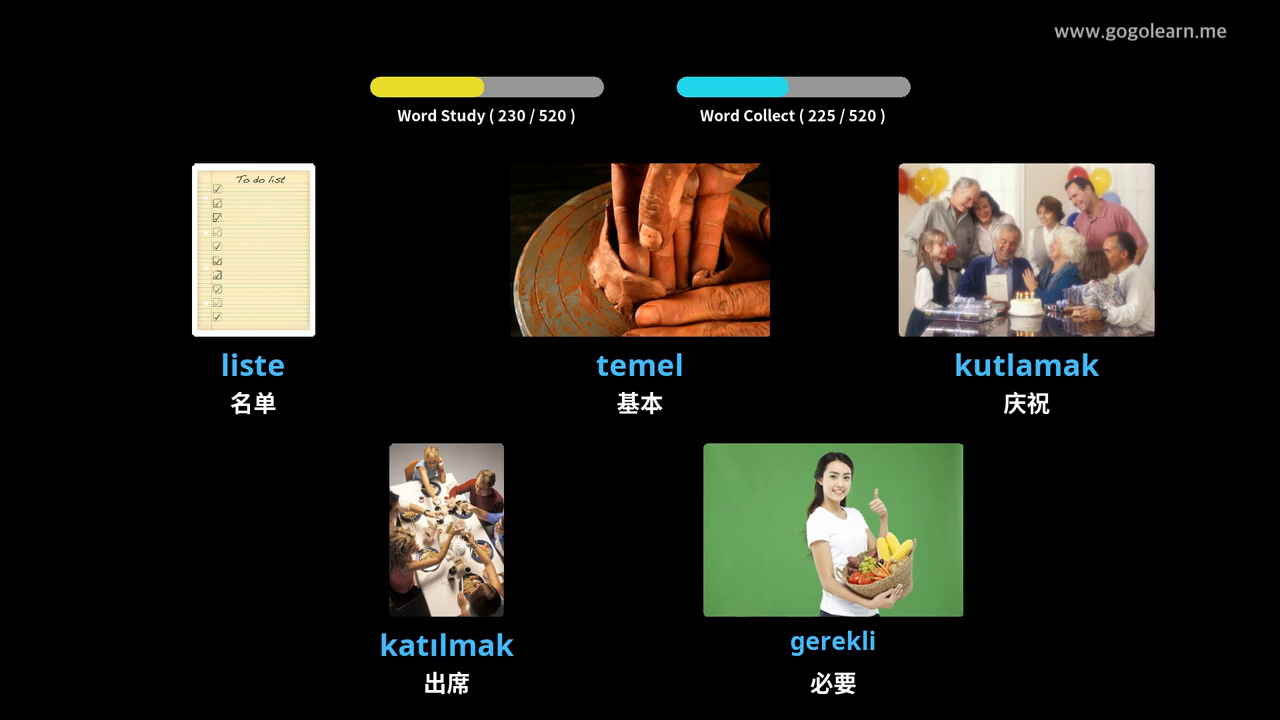 www.gogolearn.me
Word Study ( 230 / 520 )
Word Collect ( 225 / 520 )
To do list
liste
名单
temel
基本
kutlamak
庆祝
katılmak
出席
gerekli
必要